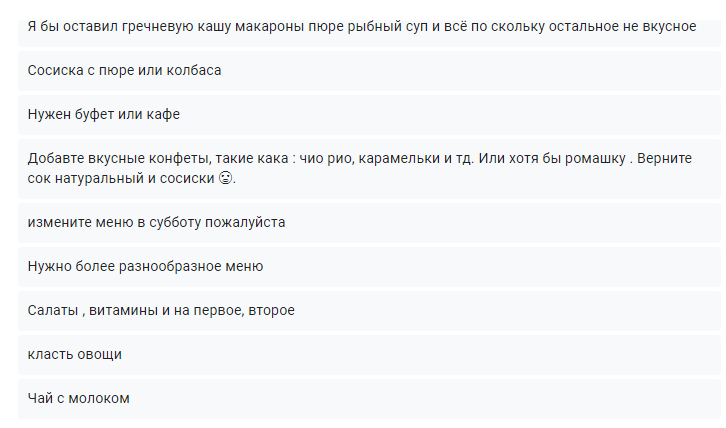 Я бы оставил гречневую кашу макароны пюре рыбный суп и всё по скольку остальное не вкусное
Сосиска с пюре или колбаса
Нужен буфет или кафе
Добавте вкусные конфеты, такие кака : чио рио, карамельки и тд. Или хотя бы ромашку . Верните
сок натуральный и сосиски 😫.
измените меню в субботу пожалуйста
Нужно более разнообразное меню
Салаты , витамины и на первое, второе
класть овощи
Чай с молоком